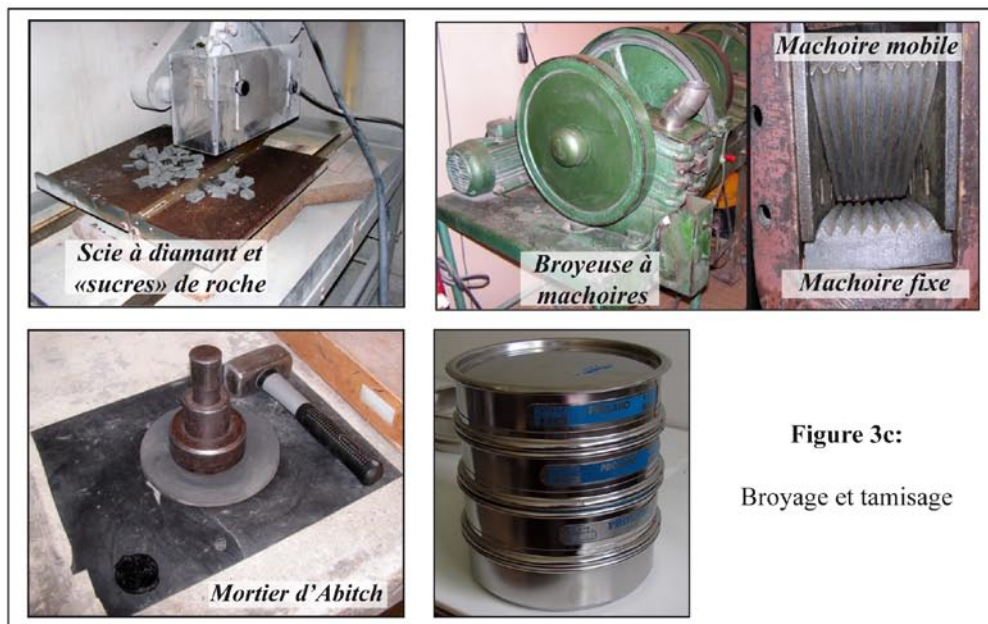 Scie à diamant et
«sucres» de roche
Broyeuse à
machoires
Machoire mobile
Machoire fixe
Mortier d'Abitch
PROLABO
Figure 3c:
Broyage et tamisage